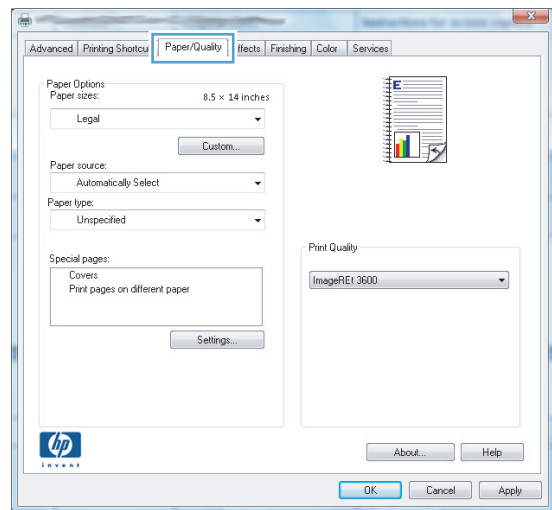 Advanced Printing Shortcu Paper/Quality ffects Finishing Color Services
Paper Options
Paper sizes: 8.5 × 14 inches
Legal
Custom...
Paper source:
Automatically Select
Paper type:
Unspecified
Special pages:
Covers
Print pages on different paper
Settings...
E
Print Quality
ImageREt 3600
hp
invent
About... Help
OK Cancel Apply